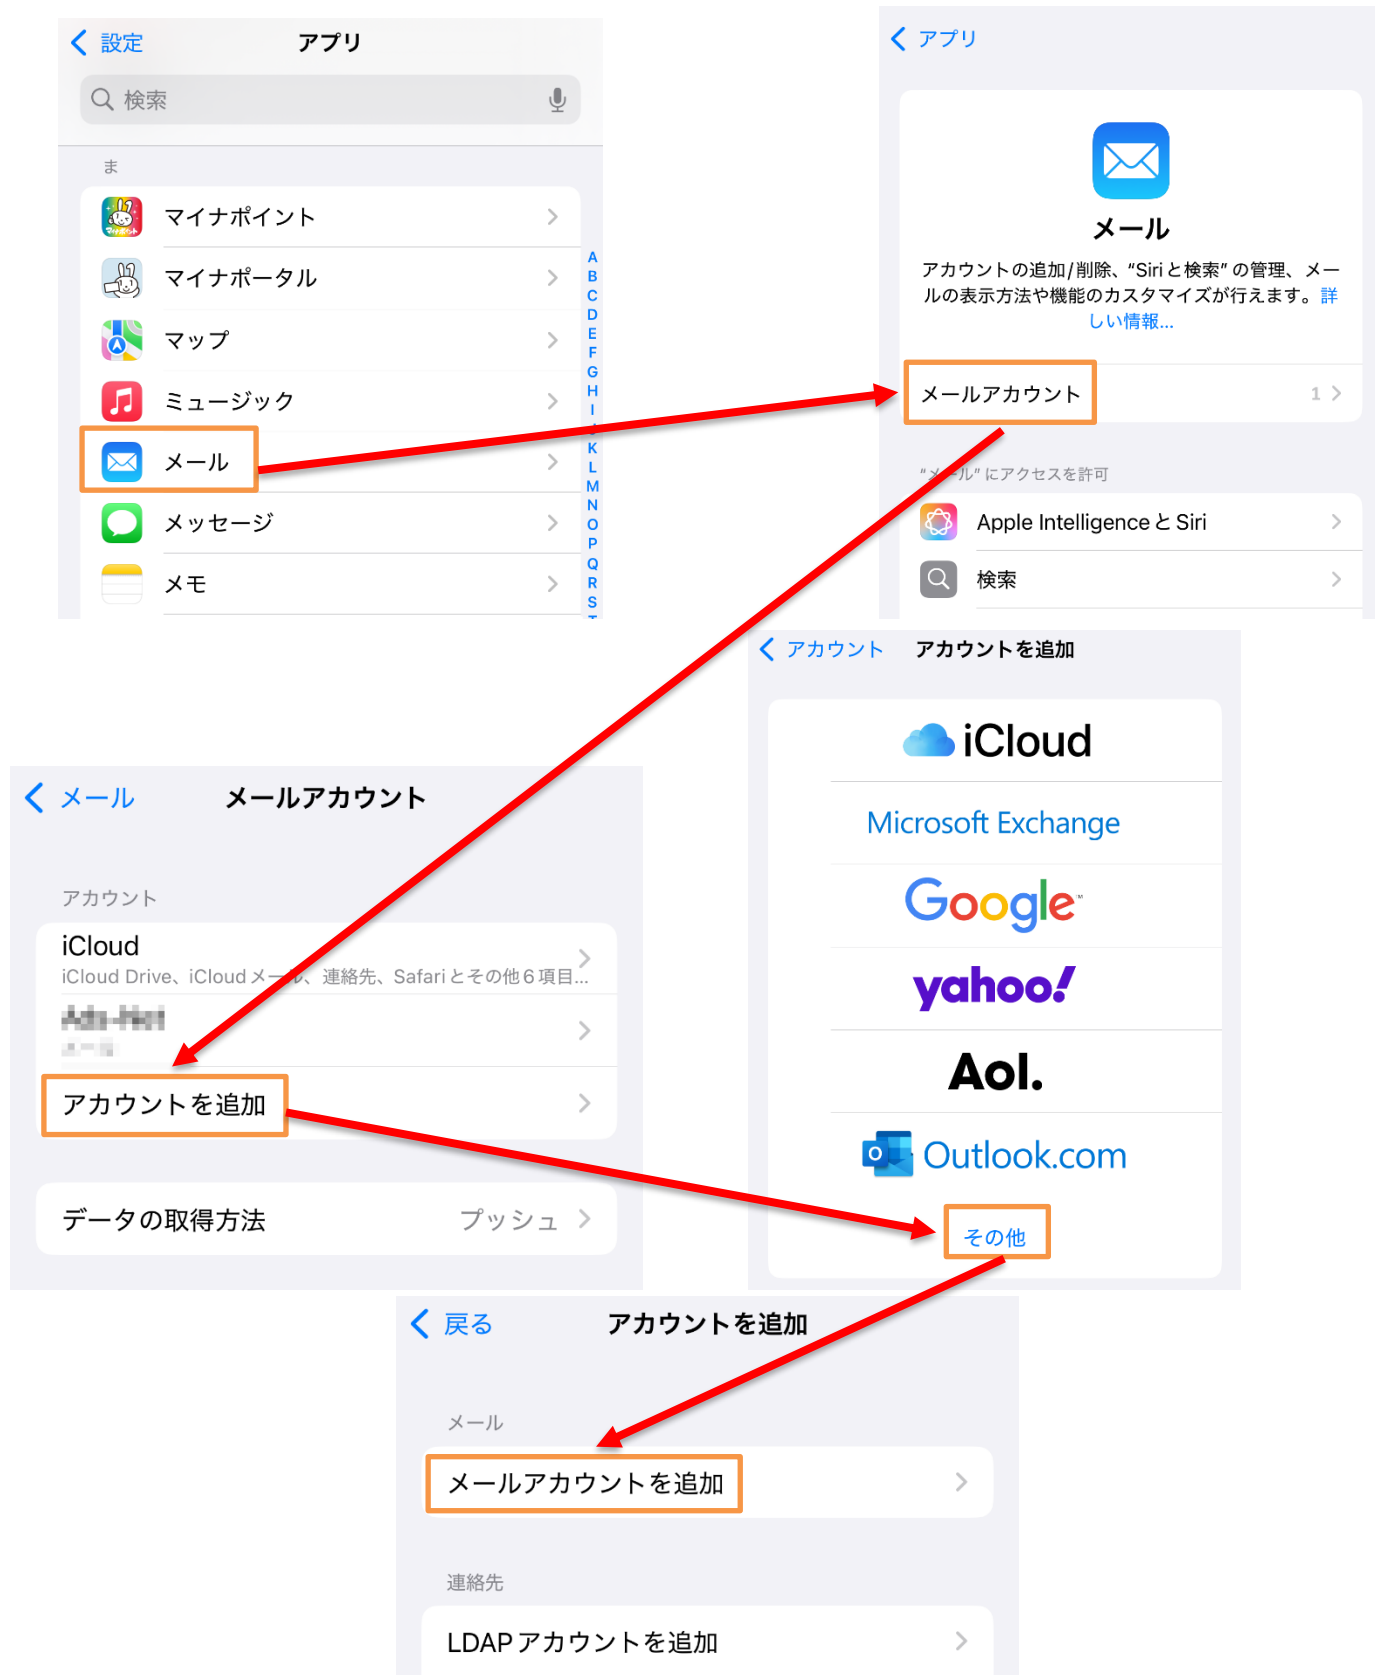 設定
アプリ
検索
ま
マイナポイント
マイナポータル
マップ
ミュージック
メール
メッセージ
メモ
A
B
C
D
E
F
G
H
I
K
L
M
N
O
P
Q
R
S
アプリ
メール
アカウントの追加/削除、“Siriと検索” の管理、メー
ルの表示方法や機能のカスタマイズが行えます。詳
しい情報...
メールアカウント
1
“メール” にアクセスを許可
Apple Intelligence と Siri
検索
メール
メールアカウント
アカウント
iCloud
iCloud Drive、iCloudメール、連絡先、Safariとその他6項目...
アカウントを追加
データの取得方法
プッシュ
アカウント
アカウントを追加
iCloud
Microsoft Exchange
Google
yahoo!
Aol.
Outlook.com
その他
戻る
アカウントを追加
メール
メールアカウントを追加
連絡先
LDAPアカウントを追加